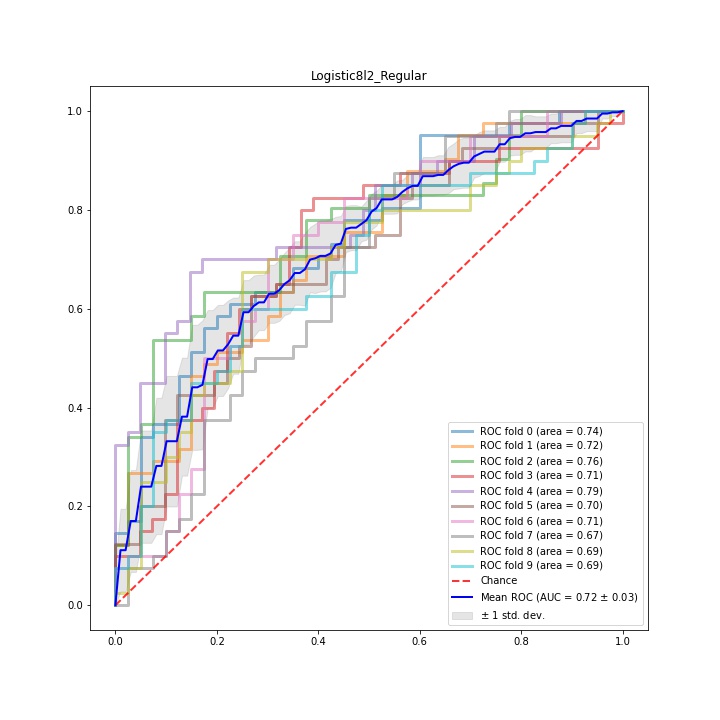 Logistic8l2_Regular
1.0
0.8
0.6
0.4
0.2
0.0
ROC fold 0 (area = 0.74)
ROC fold 1 (area = 0.72)
ROC fold 2 (area = 0.76)
ROC fold 3 (area = 0.71)
ROC fold 4 (area = 0.79)
ROC fold 5 (area = 0.70)
ROC fold 6 (area = 0.71)
ROC fold 7 (area = 0.67)
ROC fold 8 (area = 0.69)
ROC fold 9 (area = 0.69)
Chance
Mean ROC (AUC = 0.72 ± 0.03)
± 1 std. dev.
0.0 0.2 0.4 0.6 0.8 1.0